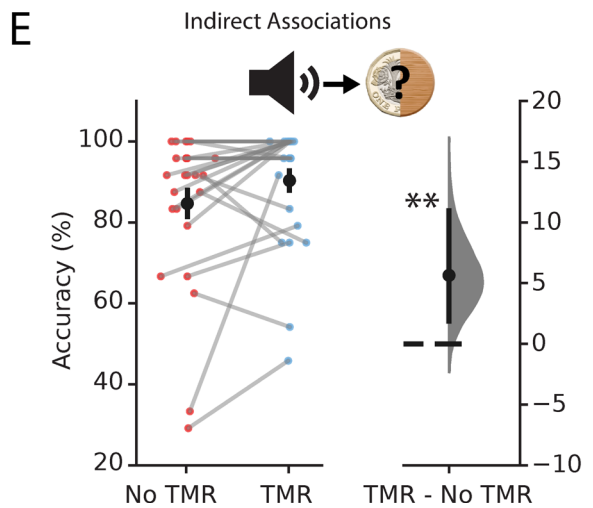 E
Indirect Associations
?
ONE
Accuracy (%)
100
80
60
40
20
No TMR
TMR
**
20
15
10
5
0
−5
−10
TMR - No TMR